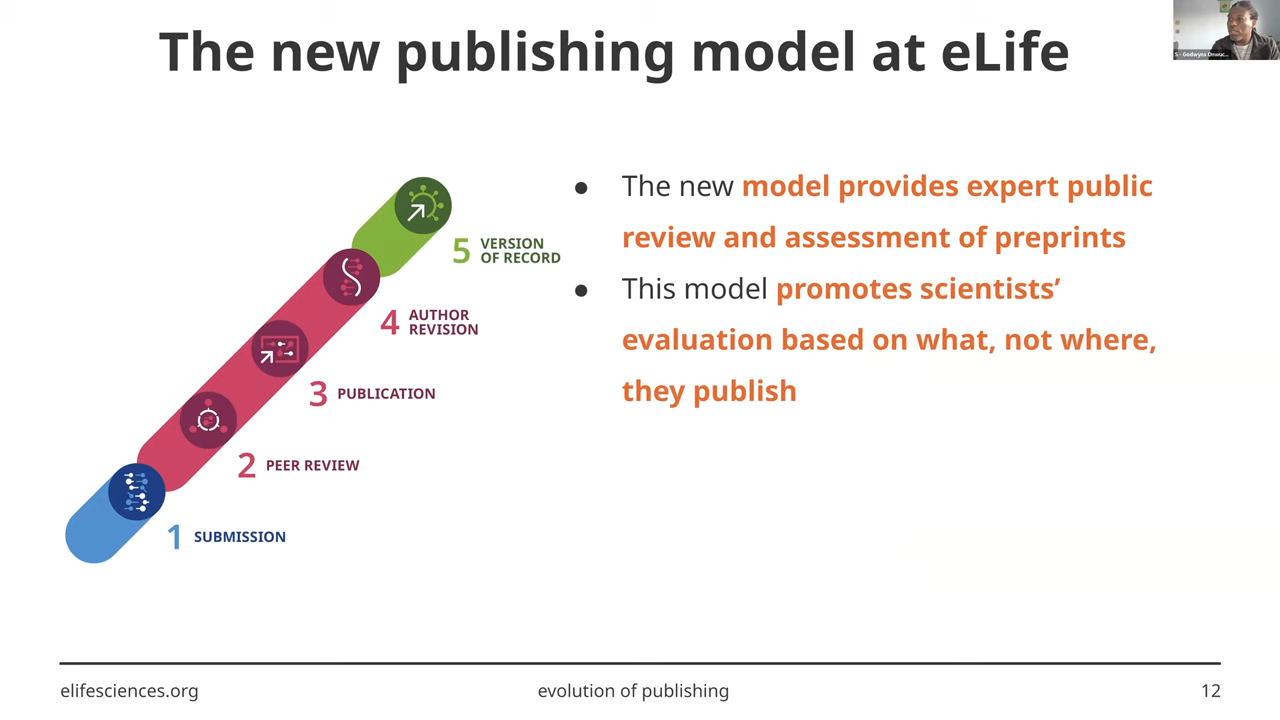 The new publishing model at eLife
● The new model provides expert public
review and assessment of preprints
● This model promotes scientists’
evaluation based on what, not where,
they publish
5 VERSION
OF RECORD
4 AUTHOR
REVISION
3 PUBLICATION
2 PEER REVIEW
1 SUBMISSION
elifesciences.org
evolution of publishing
12